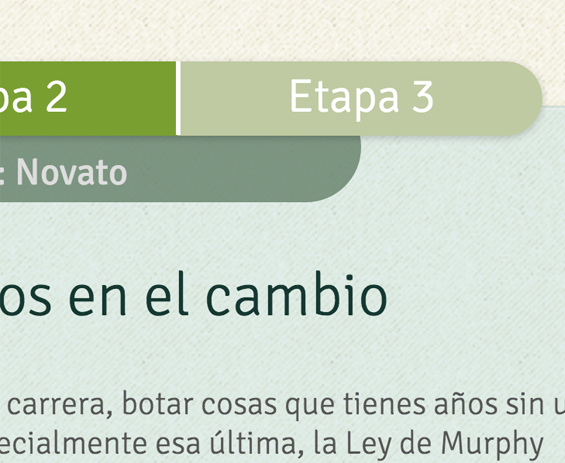 pa 2 Etapa 3
: Novato
os en el cambio
carrera, botar cosas que tienes años sin u
ecialmente esa última, la Ley de Murphy